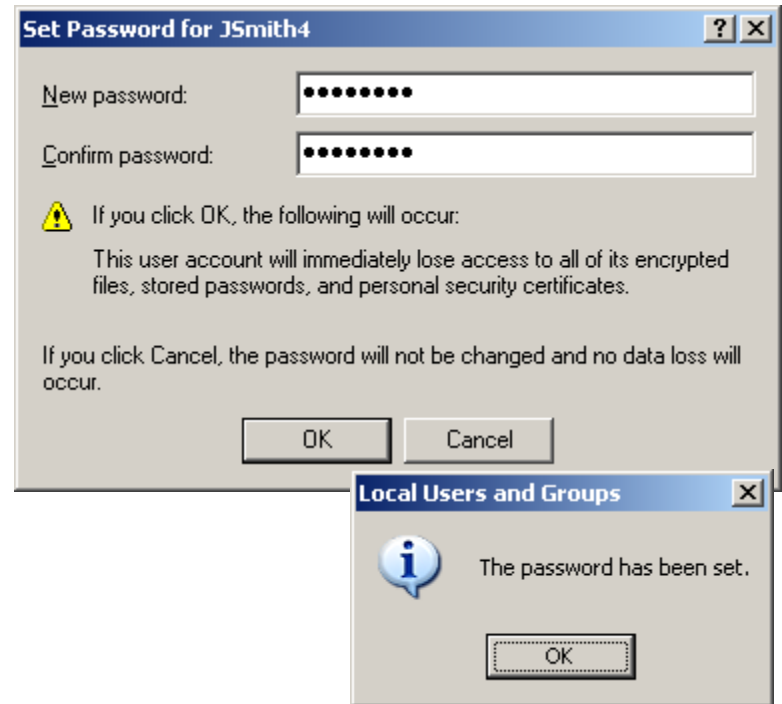 Set Password for JSmith4
New password:
••••••••
Confirm password:
••••••••
If you click OK, the following will occur:
This user account will immediately lose access to all of its encrypted
files, stored passwords, and personal security certificates.
If you click Cancel, the password will not be changed and no data loss will
occur.
OK
Cancel
Local Users and Groups
The password has been set.
OK